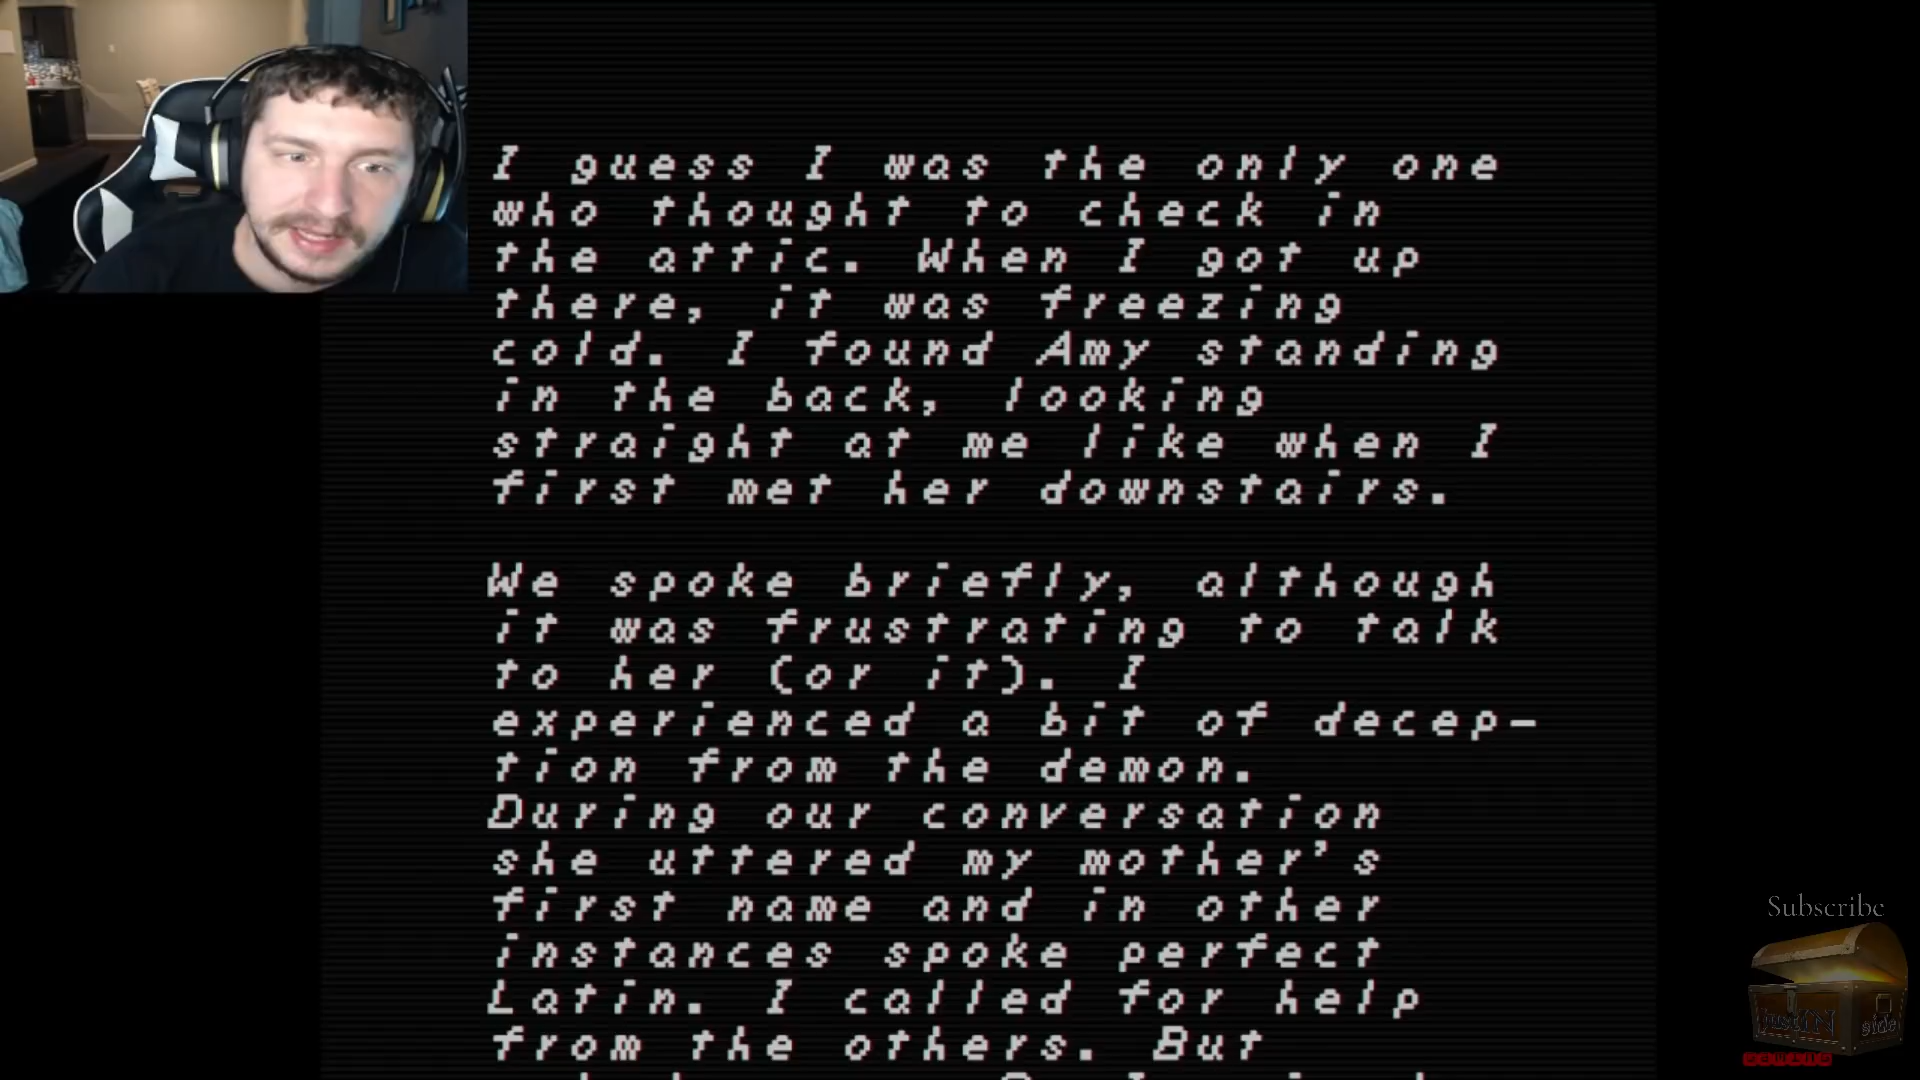 I guess I was the only one
who thought to check in
the attic. When I got up
there, it was freezing
cold. I found Amy standing
in the back, looking
straight at me like when I
first met her downstairs.
We spoke briefly, although
it was frustrating to talk
to her (or it). I
experienced a bit of decep-
tion from the demon.
During our conversation
she uttered my mother's
first name and in other
instances spoke perfect
Latin. I called for help
from the others. But
Subscribe
GAMING